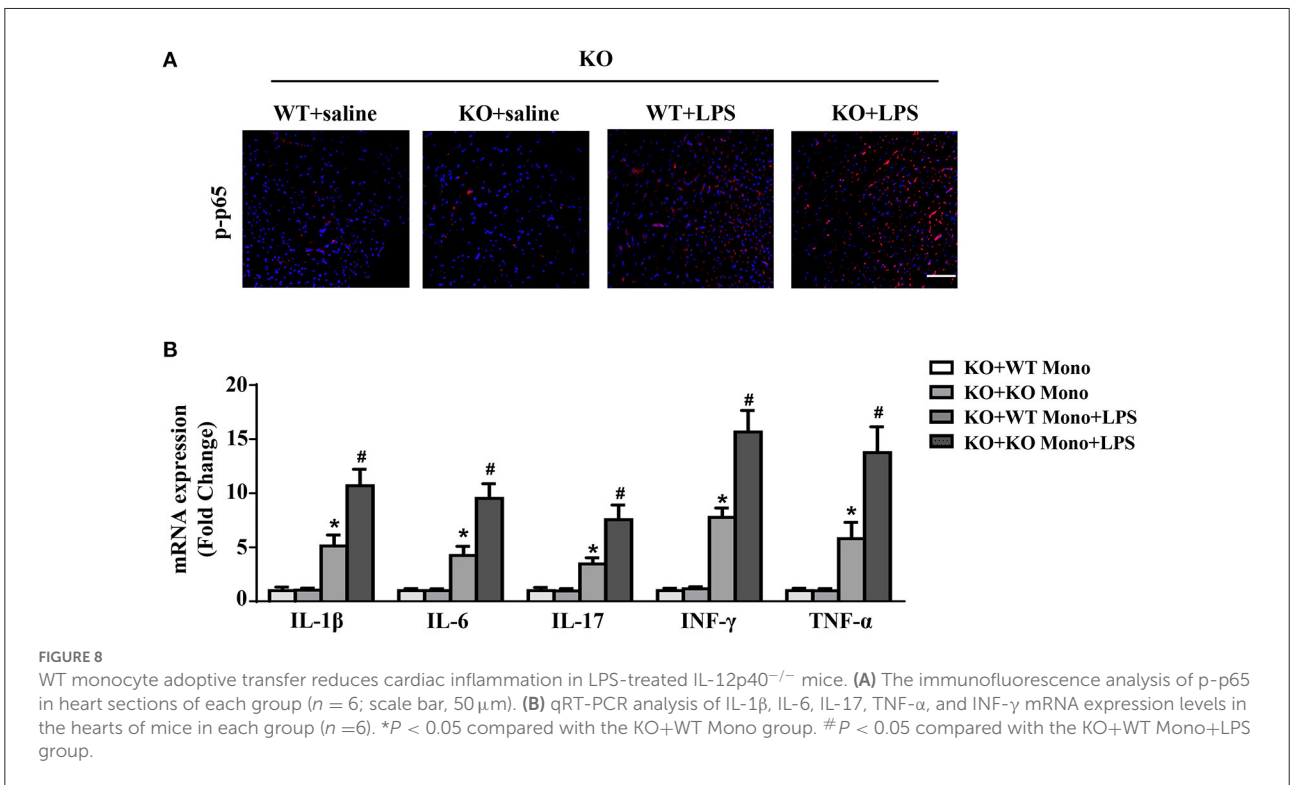 A
KO
WT+saline KO+saline WT+LPS KO+LPS
p-p65
B
mRNA expression
(Fold Change)
20
15
10
5
0
* # * # * # * # * #
IL-1β IL-6 IL-17 INF-γ TNF-α
KO+WT Mono
KO+KO Mono
KO+WT Mono+LPS
KO+KO Mono+LPS
FIGURE 8
WT monocyte adoptive transfer reduces cardiac inflammation in LPS-treated IL-12p40−/− mice. (A) The immunofluorescence analysis of p-p65
in heart sections of each group (n = 6; scale bar, 50 μm). (B) qRT-PCR analysis of IL-1β, IL-6, IL-17, TNF-α, and INF-γ mRNA expression levels in
the hearts of mice in each group (n =6). *P < 0.05 compared with the KO+WT Mono group. #P < 0.05 compared with the KO+WT Mono+LPS
group.